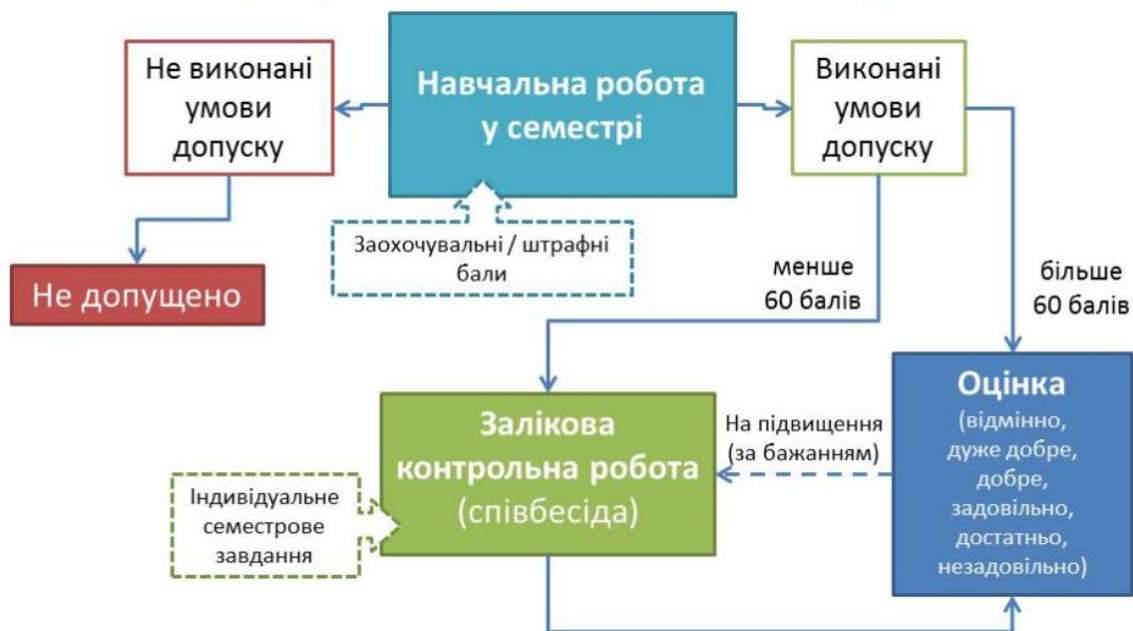 Не виконані
умови
допуску
Навчальна робота
у семестрі
Виконані
умови
допуску
Заохочувальні / штрафні
бали
Не допущено
менше
60 балів
більше
60 балів
Залікова
контрольна робота
(співбесіда)
На підвищення
(за бажанням)
Оцінка
(відмінно,
дуже добре,
добре,
задовільно,
достатньо,
незадовільно)
Індивідуальне
семестрове
завдання